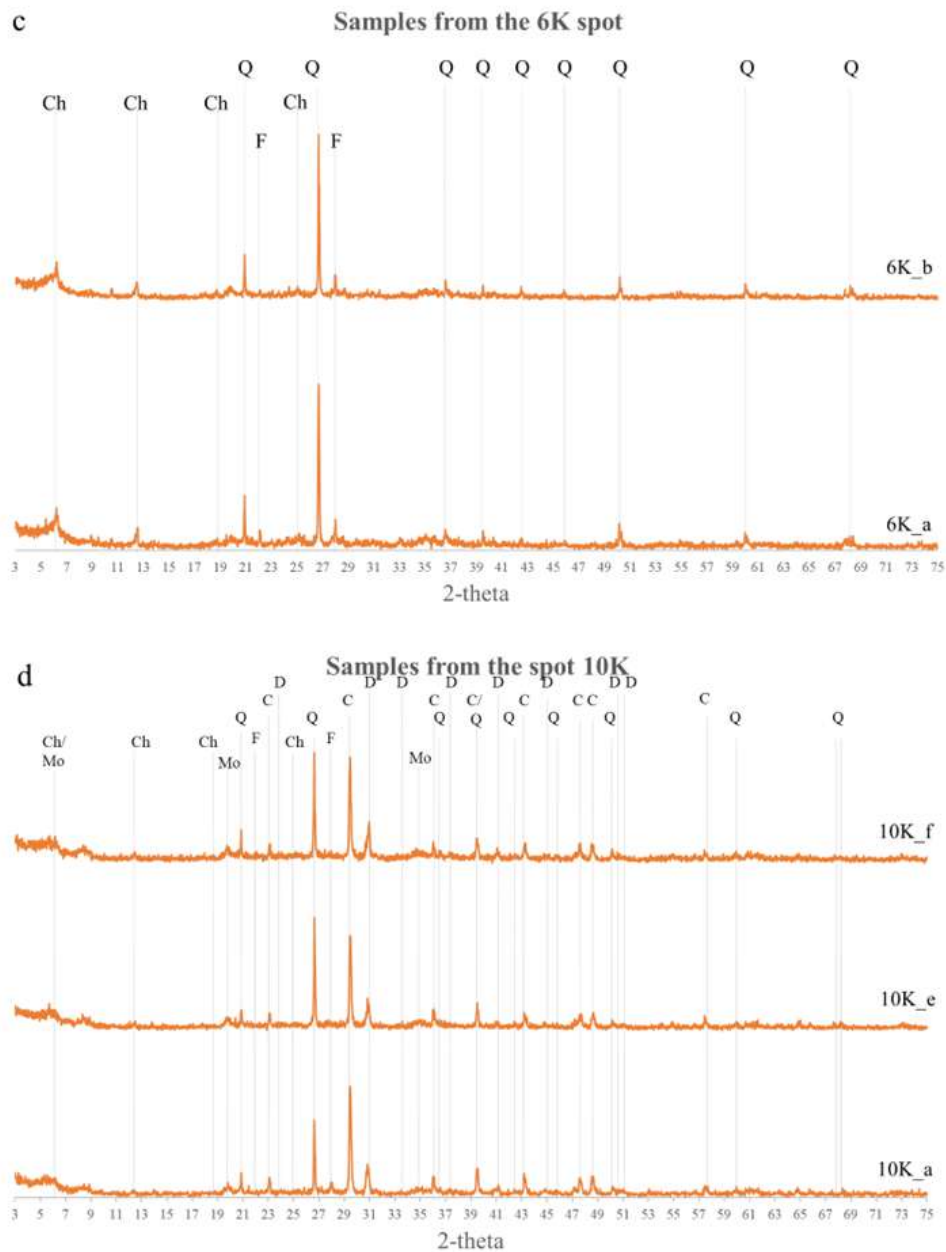 c
Samples from the 6K spot
Q Q Q Q Q Q Q Q Q
Ch Ch Ch Ch
F F
6K_b
6K_a
3 5 7 9 11 13 15 17 19 21 23 25 27 29 31 33 35 37 39 41 43 45 47 49 51 53 55 57 59 61 63 65 67 69 71 73 75
2-theta
d
Samples from the spot 10K
D D D D D D D D
C C C C/ C C C C
Q Q Q Q Q Q Q Q Q
Ch/ Ch Ch F Ch F
Mo Mo Mo
10K_f
10K_e
10K_a
3 5 7 9 11 13 15 17 19 21 23 25 27 29 31 33 35 37 39 41 43 45 47 49 51 53 55 57 59 61 63 65 67 69 71 73 75
2-theta